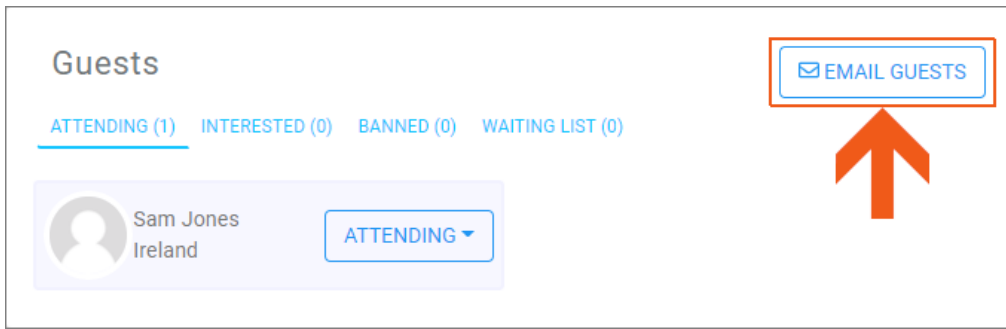 Guests
EMAIL GUESTS
ATTENDING (1) INTERESTED (0) BANNED (0) WAITING LIST (0)
Sam Jones
Ireland
ATTENDING